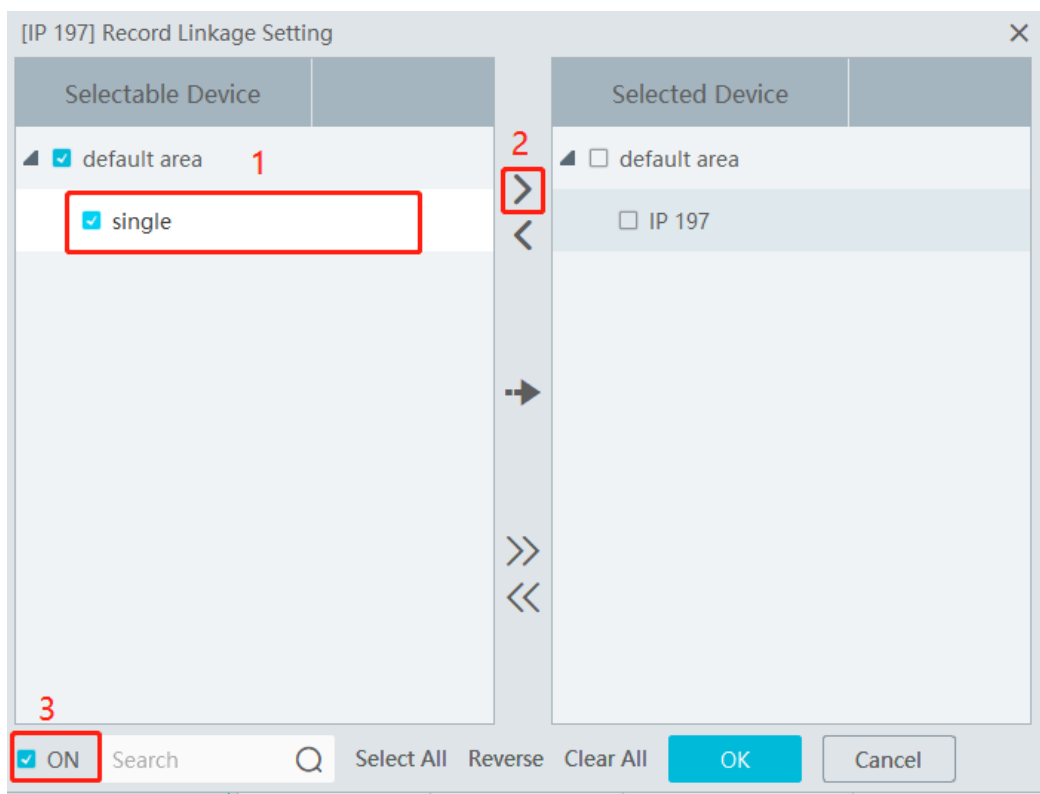 [IP 197] Record Linkage Setting
Selectable Device
Selected Device
2
default area
1
default area
single
IP 197
3
ON
Search
Select All
Reverse
Clear All
OK
Cancel